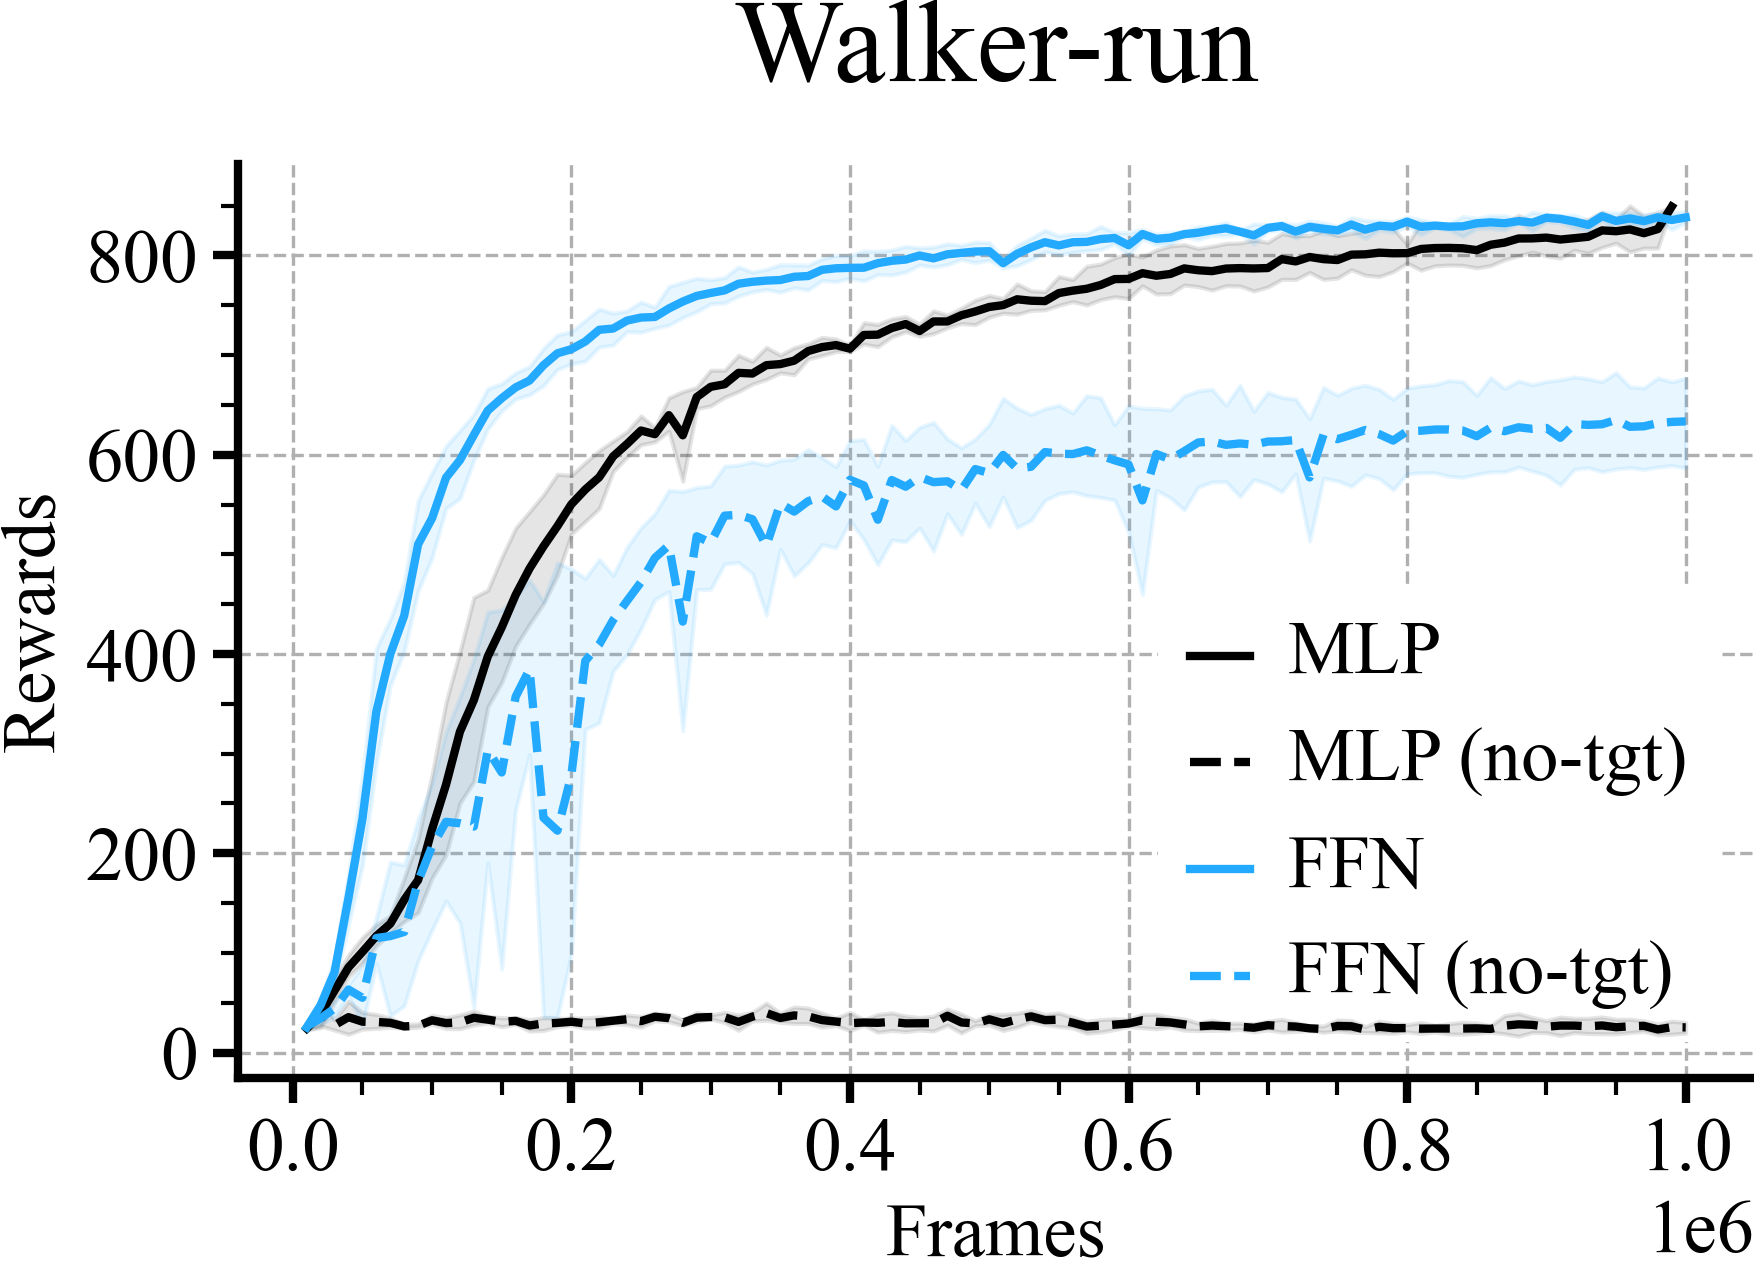 Walker-run
Rewards
800
600
400
200
0
MLP
MLP (no-tgt)
FFN
FFN (no-tgt)
0.0 0.2 0.4 0.6 0.8 1.0
Frames
1e6